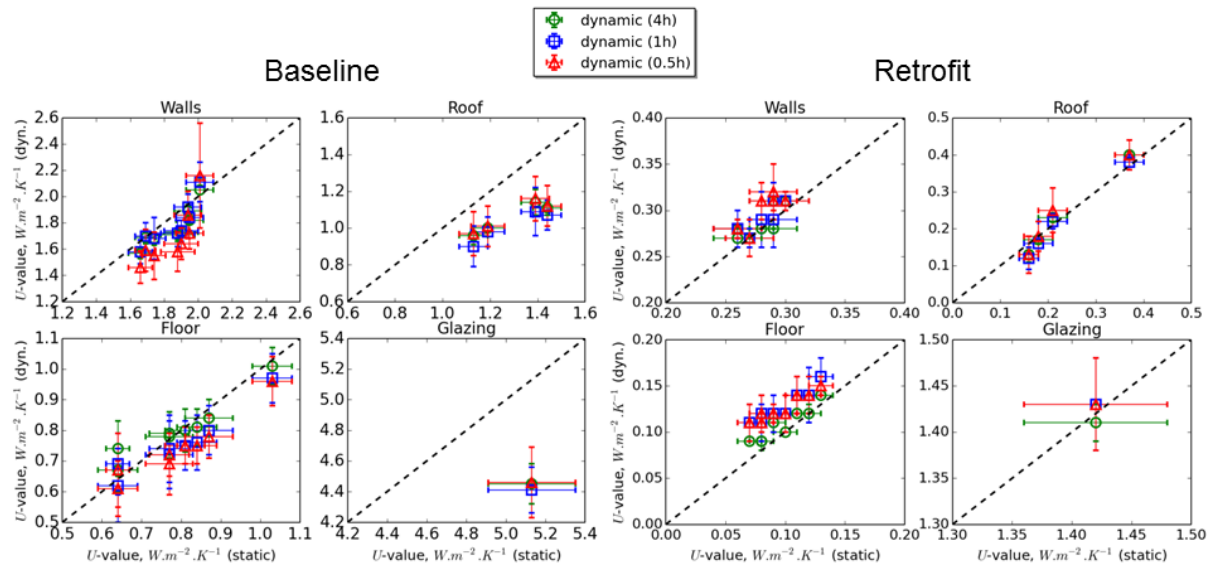 dynamic (4h)
dynamic (1h)
dynamic (0.5h)
Baseline
Retrofit
Walls
2.6
2.4
2.2
2.0
1.8
1.6
1.4
1.2
1.2 1.4 1.6 1.8 2.0 2.2 2.4 2.6
U-value, W.m⁻².K⁻¹ (dyn.)
Roof
1.6
1.4
1.2
1.0
0.8
0.6
0.6 0.8 1.0 1.2 1.4 1.6
Walls
0.40
0.35
0.30
0.25
0.20
0.20 0.25 0.30 0.35 0.40
U-value, W.m⁻².K⁻¹ (dyn.)
Roof
0.5
0.4
0.3
0.2
0.1
0.0
0.0 0.1 0.2 0.3 0.4 0.5
Floor
1.1
1.0
0.9
0.8
0.7
0.6
0.5
0.5 0.6 0.7 0.8 0.9 1.0 1.1
U-value, W.m⁻².K⁻¹ (dyn.)
U-value, W.m⁻².K⁻¹ (static)
Glazing
5.4
5.2
5.0
4.8
4.6
4.4
4.2
4.2 4.4 4.6 4.8 5.0 5.2 5.4
U-value, W.m⁻².K⁻¹ (static)
Floor
0.20
0.15
0.10
0.05
0.00
0.00 0.05 0.10 0.15 0.20
U-value, W.m⁻².K⁻¹ (dyn.)
U-value, W.m⁻².K⁻¹ (static)
Glazing
1.50
1.45
1.40
1.35
1.30
1.30 1.35 1.40 1.45 1.50
U-value, W.m⁻².K⁻¹ (static)